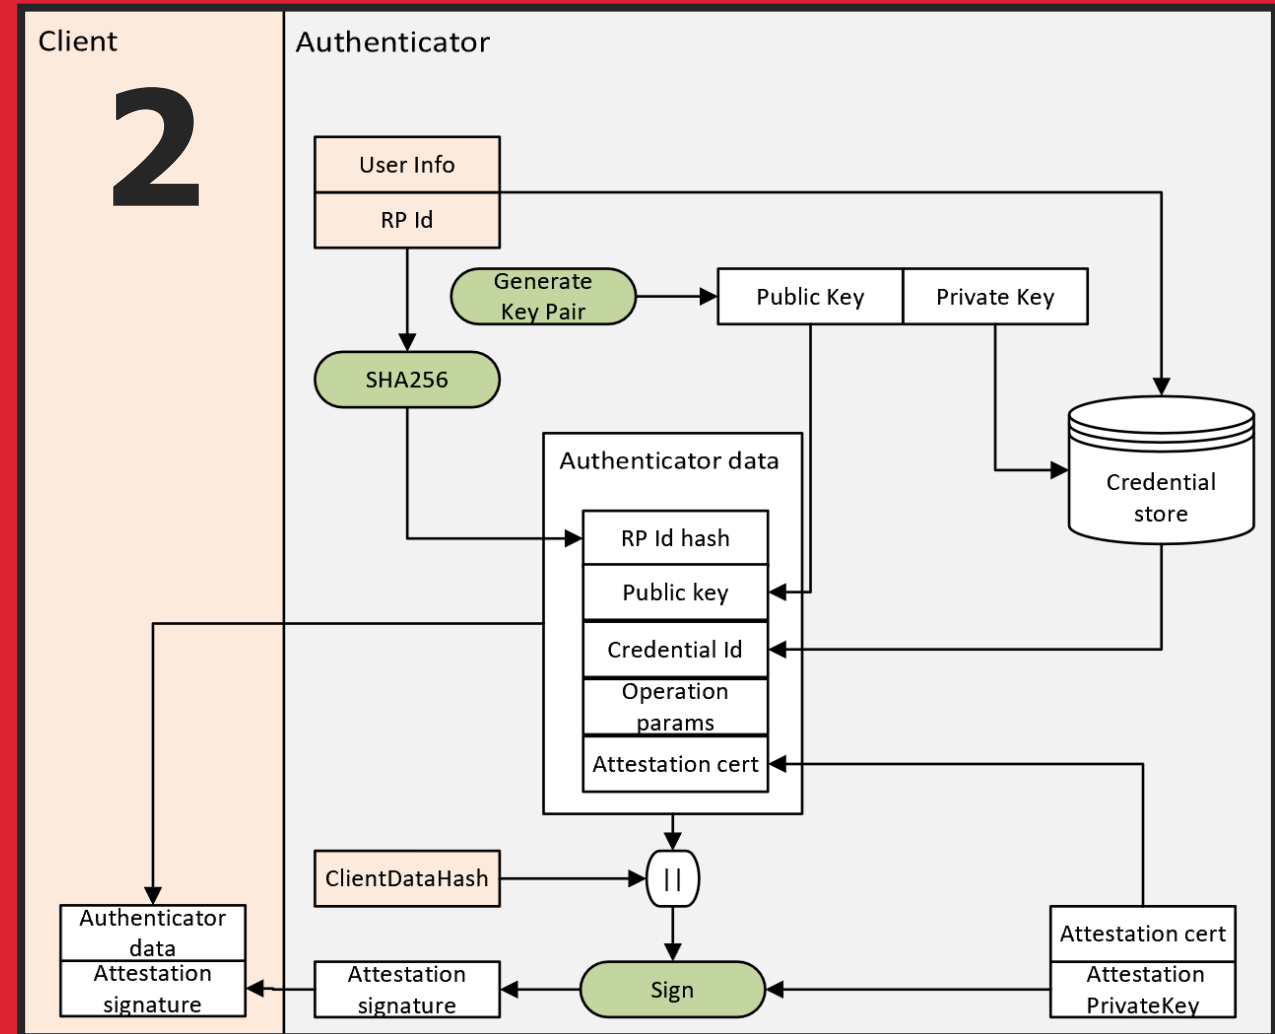 Client
Authenticator
2
User Info
RP Id
Generate
Key Pair
Public Key
Private Key
SHA256
Authenticator data
Credential
store
RP Id hash
Public key
Credential Id
Operation
params
Attestation cert
ClientDataHash
||
Authenticator
data
Attestation
signature
Attestation
signature
Sign
Attestation cert
Attestation
PrivateKey